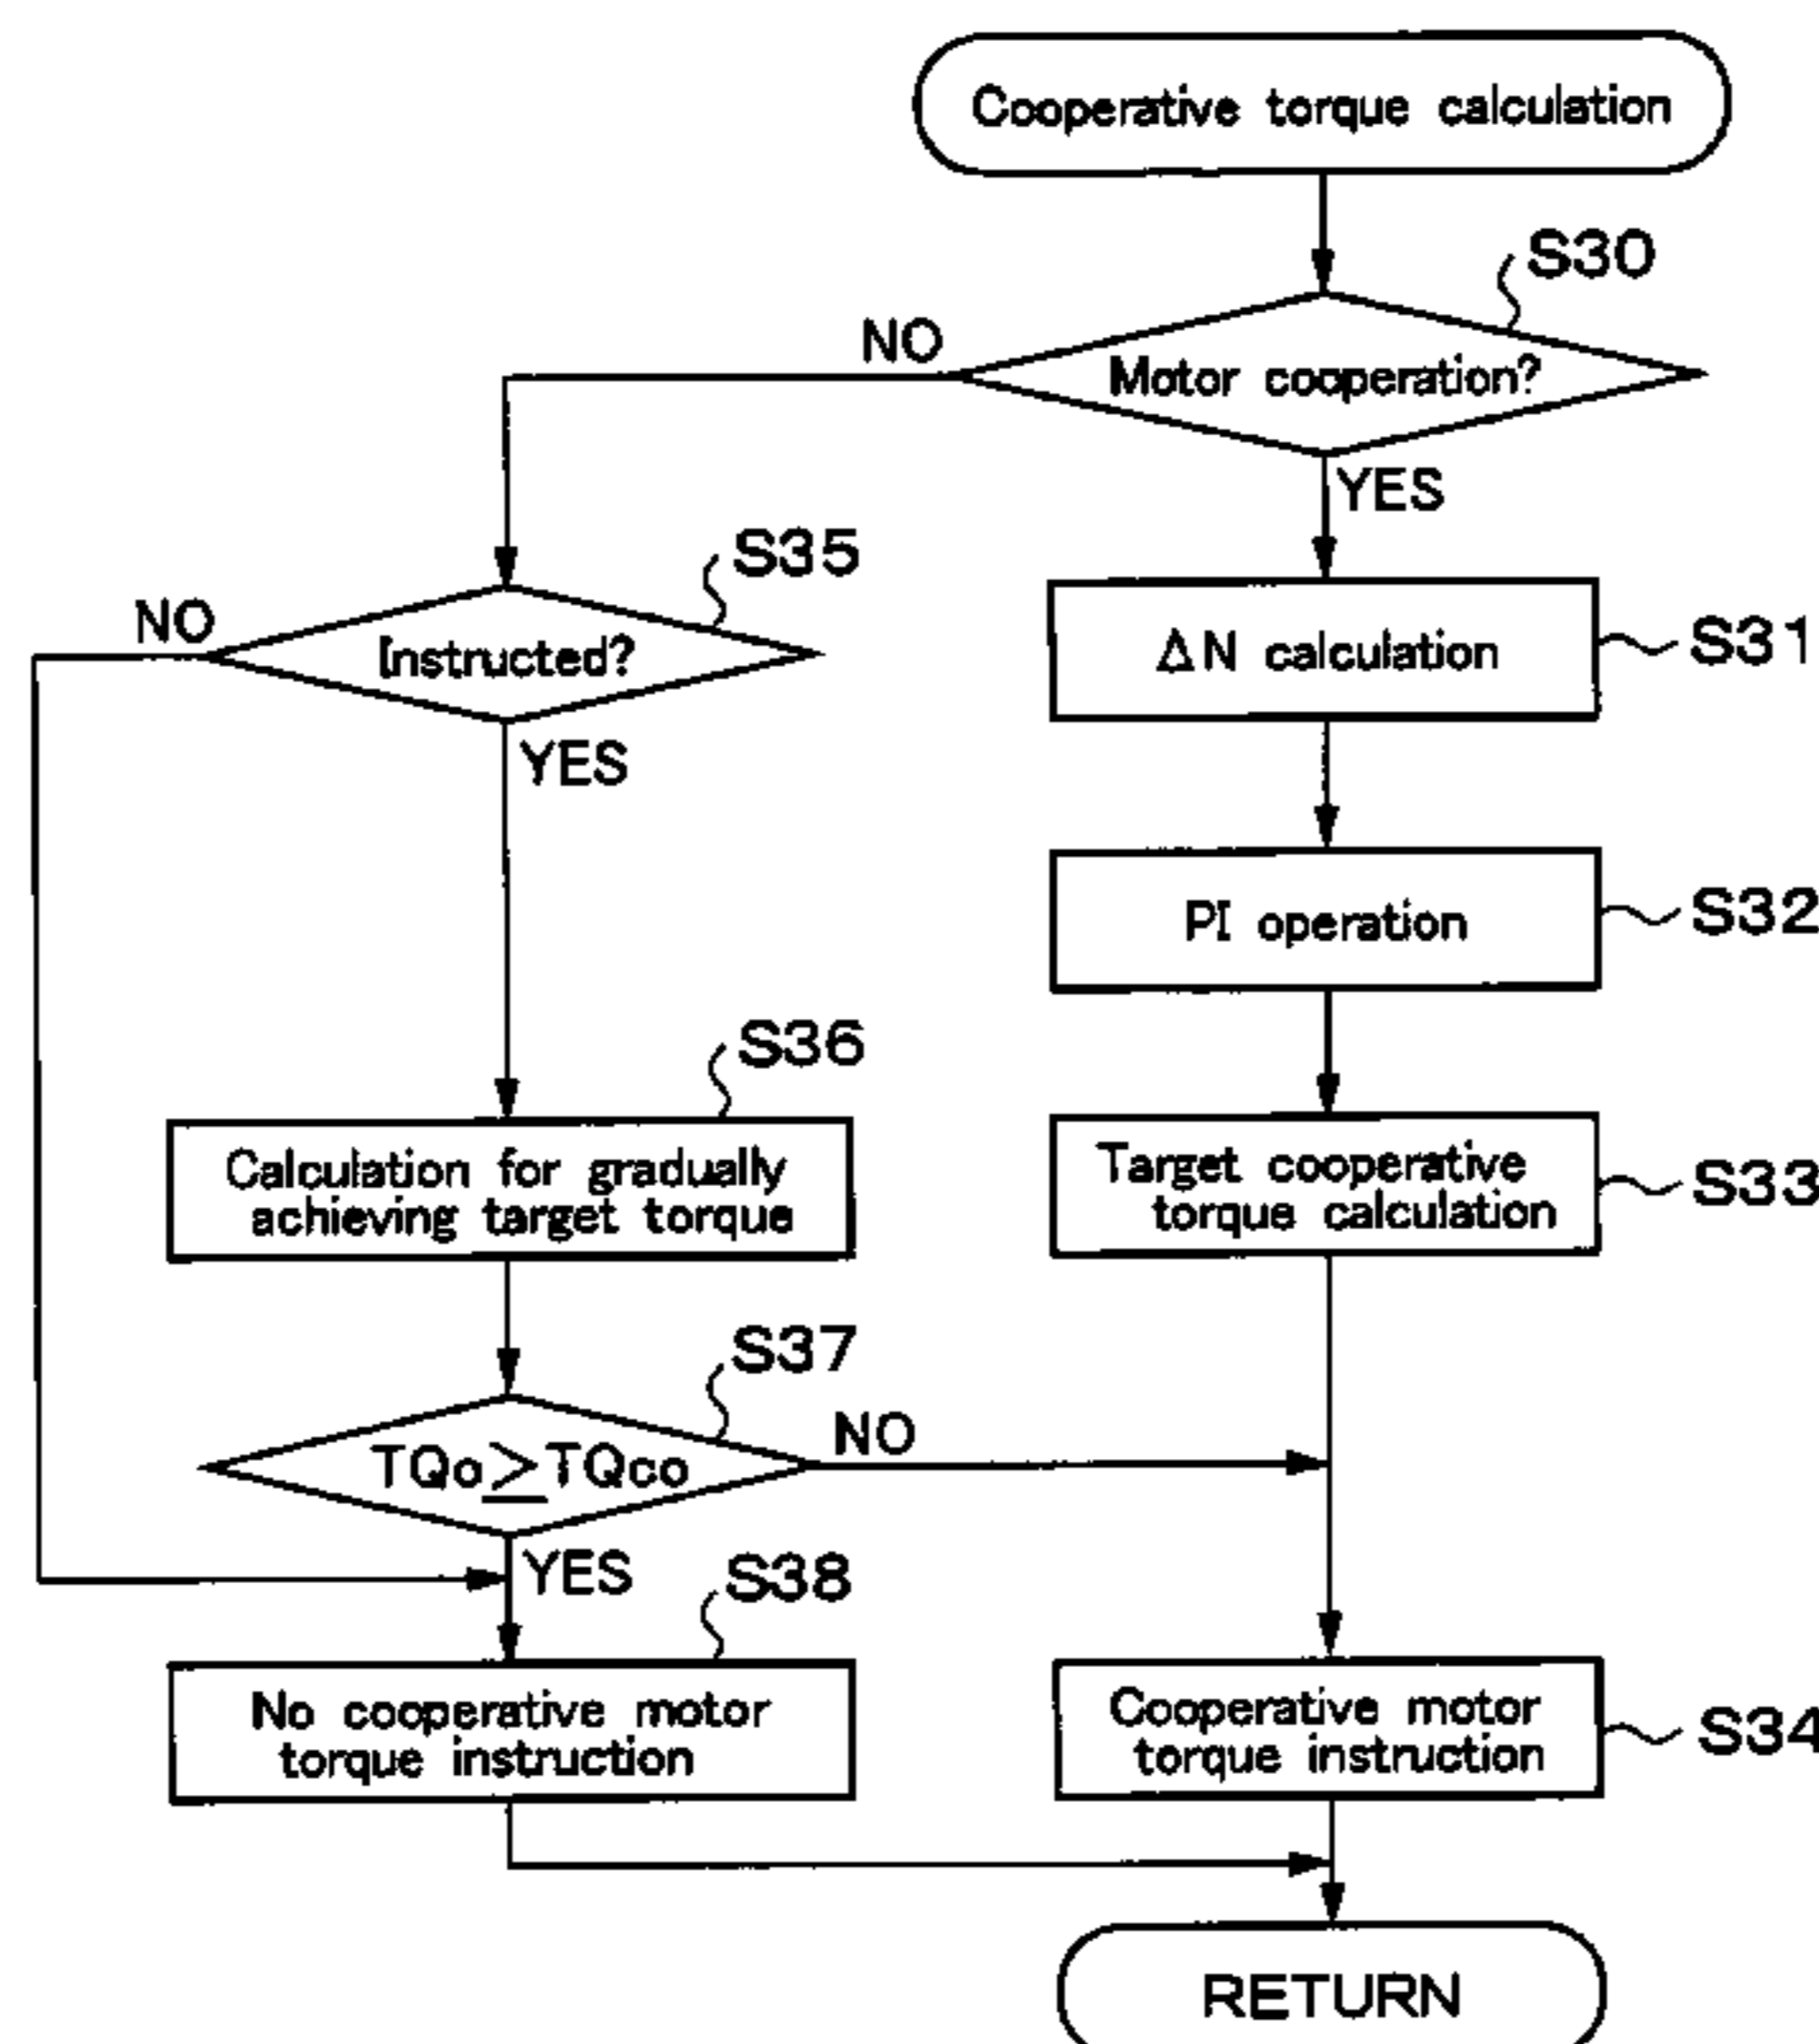 Cooperative torque calculation
S30
NO
Motor cooperation?
YES
S35
NO
Instructed?
ΔN calculation
S31
YES
PI operation
S32
S36
Calculation for gradually
achieving target torque
Target cooperative
torque calculation
S33
S37
NO
TQo≥TQco
YES
S38
No cooperative motor
torque instruction
Cooperative motor
torque instruction
S34
RETURN